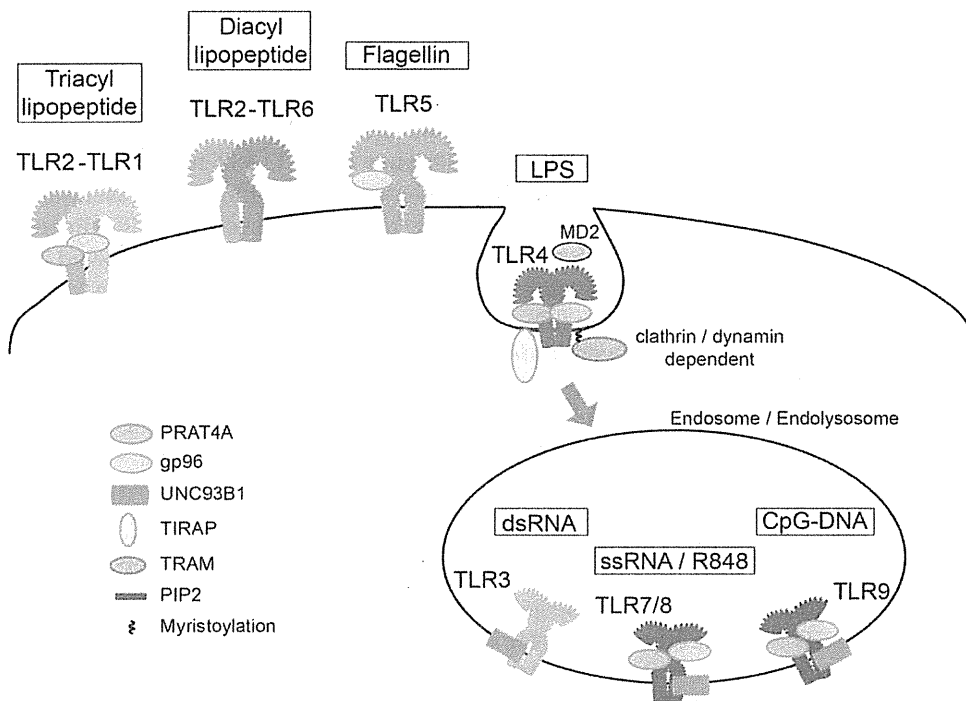 Triacyl
lipopeptide
TLR2-TLR1
Diacyl
lipopeptide
TLR2-TLR6
Flagellin
TLR5
LPS
MD2
TLR4
clathrin / dynamin
dependent
Endosome / Endolysosome
PRAT4A
gp96
UNC93B1
TIRAP
TRAM
PIP2
Myristoylation
dsRNA
TLR3
ssRNA / R848
TLR7/8
CpG-DNA
TLR9